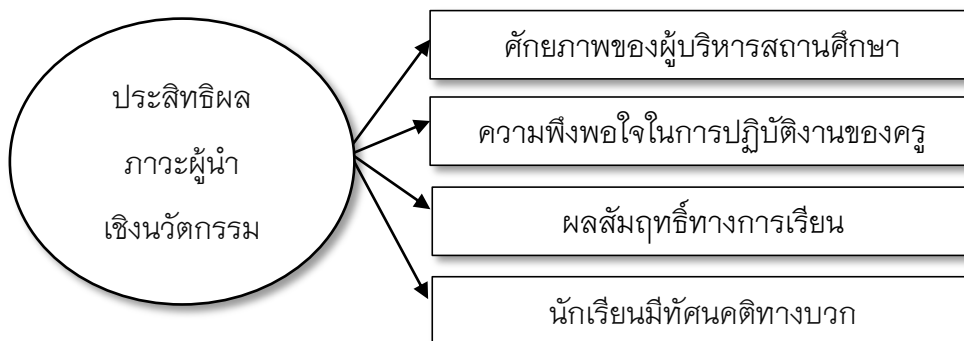 ประสิทธิผล
ภาวะผู้นำ
เชิงนวัตกรรม
ศักยภาพของผู้บริหารสถานศึกษา
ความพึงพอใจในการปฏิบัติงานของครู
ผลสัมฤทธิ์ทางการเรียน
นักเรียนมีทัศนคติทางบวก